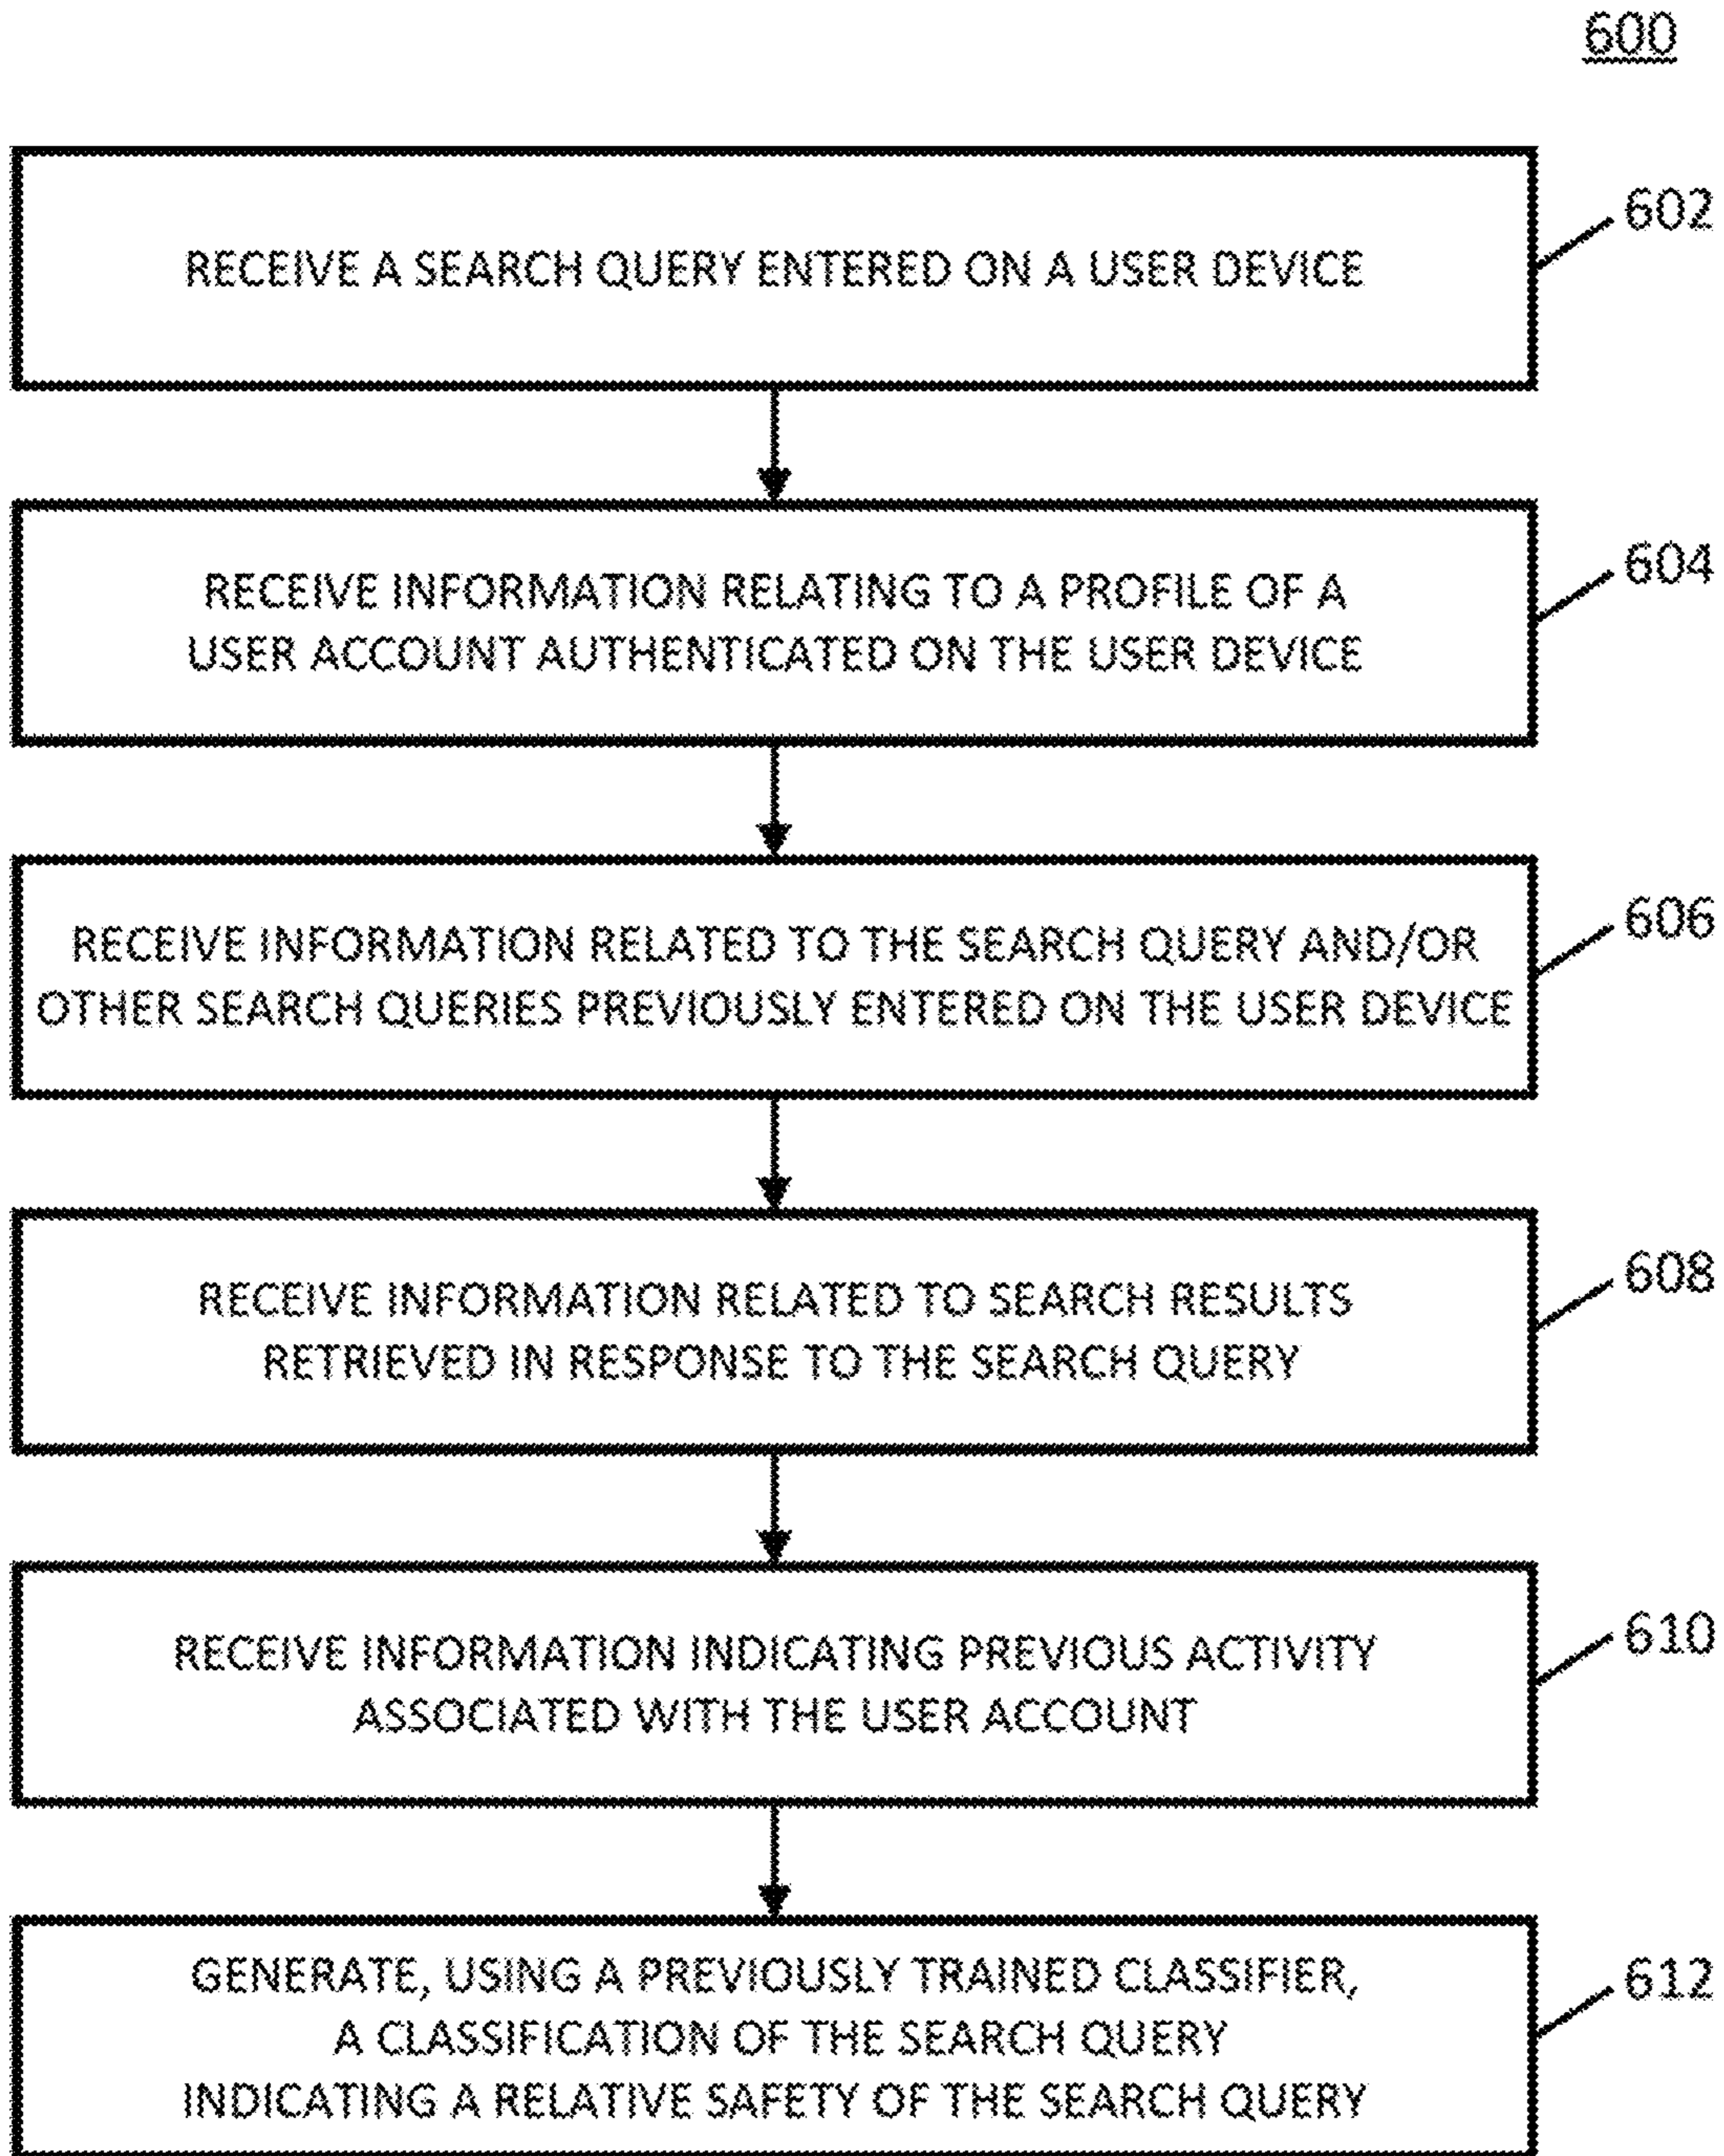 600
RECEIVE A SEARCH QUERY ENTERED ON A USER DEVICE
602
RECEIVE INFORMATION RELATING TO A PROFILE OF A
USER ACCOUNT AUTHENTICATED ON THE USER DEVICE
604
RECEIVE INFORMATION RELATED TO THE SEARCH QUERY AND/OR
OTHER SEARCH QUERIES PREVIOUSLY ENTERED ON THE USER DEVICE
606
RECEIVE INFORMATION RELATED TO SEARCH RESULTS
RETRIEVED IN RESPONSE TO THE SEARCH QUERY
608
RECEIVE INFORMATION INDICATING PREVIOUS ACTIVITY
ASSOCIATED WITH THE USER ACCOUNT
610
GENERATE, USING A PREVIOUSLY TRAINED CLASSIFIER,
A CLASSIFICATION OF THE SEARCH QUERY
INDICATING A RELATIVE SAFETY OF THE SEARCH QUERY
612